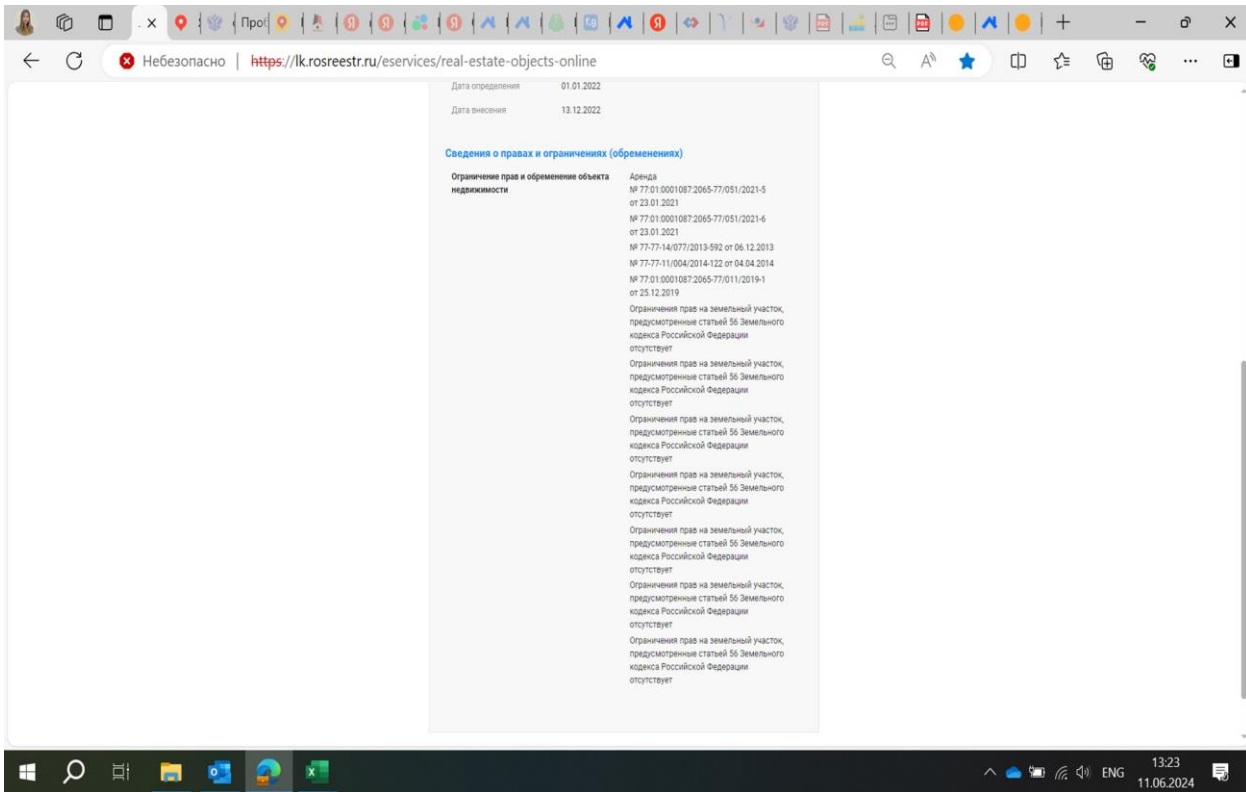 Проб
Небезопасно | https://lk.rosreestr.ru/eservices/real-estate-objects-online
Дата определения 01.01.2022
Дата внесения 13.12.2022
Сведения о правах и ограничениях (обременениях)
Ограничение прав и обременение объекта недвижимости
Аренда
№ 77:01:0001087:2065-77/051/2021-5
от 23.01.2021
№ 77:01:0001087:2065-77/051/2021-6
от 23.01.2021
№ 77-77-14/077/2013-592 от 06.12.2013
№ 77-77-11/004/2014-122 от 04.04.2014
№ 77:01:0001087:2065-77/011/2019-1
от 25.12.2019
Ограничения прав на земельный участок,
предусмотренные статьей 56 Земельного
кодекса Российской Федерации
отсутствует
Ограничения прав на земельный участок,
предусмотренные статьей 56 Земельного
кодекса Российской Федерации
отсутствует
Ограничения прав на земельный участок,
предусмотренные статьей 56 Земельного
кодекса Российской Федерации
отсутствует
Ограничения прав на земельный участок,
предусмотренные статьей 56 Земельного
кодекса Российской Федерации
отсутствует
Ограничения прав на земельный участок,
предусмотренные статьей 56 Земельного
кодекса Российской Федерации
отсутствует
Ограничения прав на земельный участок,
предусмотренные статьей 56 Земельного
кодекса Российской Федерации
отсутствует
Ограничения прав на земельный участок,
предусмотренные статьей 56 Земельного
кодекса Российской Федерации
отсутствует
ENG
13:23
11.06.2024